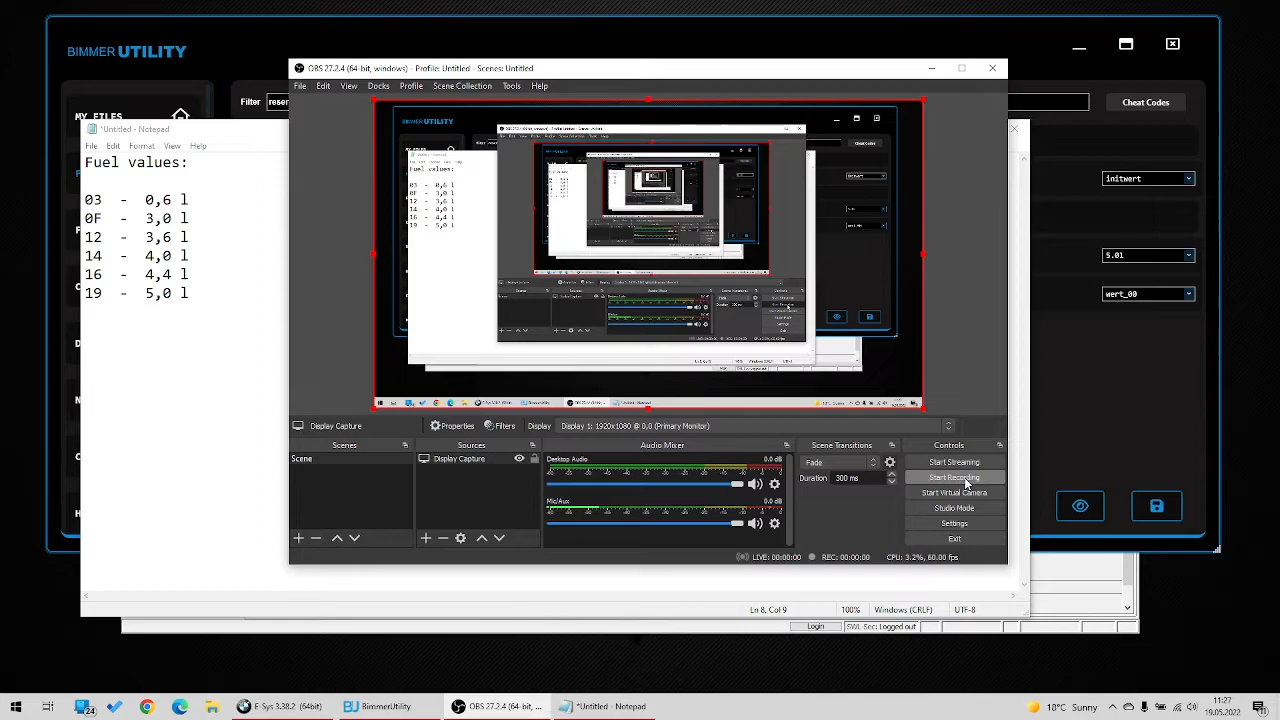 BIMMER UTILITY
MY FILES
Filter
reser
Cheat Codes
initwert
5.01
wert_00
*Untitled - Notepad
File Edit Format View Help
Fuel values:
03 - 0,6 l
0F - 3,0 l
12 - 3,6 l
14 - 4,0 l
16 - 4,4 l
19 - 5,0 l
Ln 8, Col 9 100% Windows (CRLF) UTF-8
Login SWL-Sec: Logged out
OBS 27.2.4 (64-bit, windows) - Profile: Untitled - Scenes: Untitled
File Edit View Docks Profile Scene Collection Tools Help
Display Capture Properties Filters Display Display 1: 1920x1080 @ 0,0 (Primary Monitor)
Scenes
Scene
Sources
Display Capture
Audio Mixer
Desktop Audio 0.0 dB
Mic/Aux 0.0 dB
Scene Transitions
Fade
Duration 300 ms
Controls
Start Streaming
Start Recording
Start Virtual Camera
Studio Mode
Settings
Exit
LIVE: 00:00:00 REC: 00:00:00 CPU: 3.2%, 60.00 fps
E-Sys 3.38.2 (64bit)
BimmerUtility
OBS 27.2.4 (64-bit, ...
*Untitled - Notepad
18°C Sunny
11:27
19.05.2022